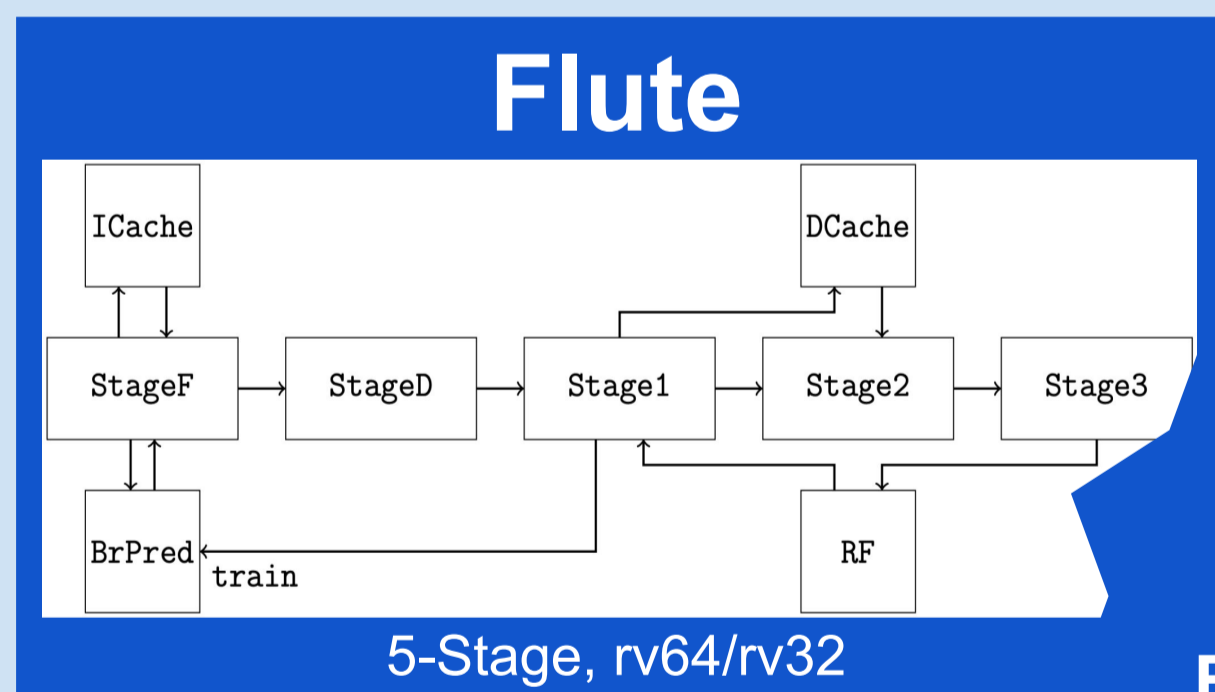 Flute
ICache
DCache
StageF
StageD
Stage1
Stage2
Stage3
BrPred
train
RF
5-Stage, rv64/rv32